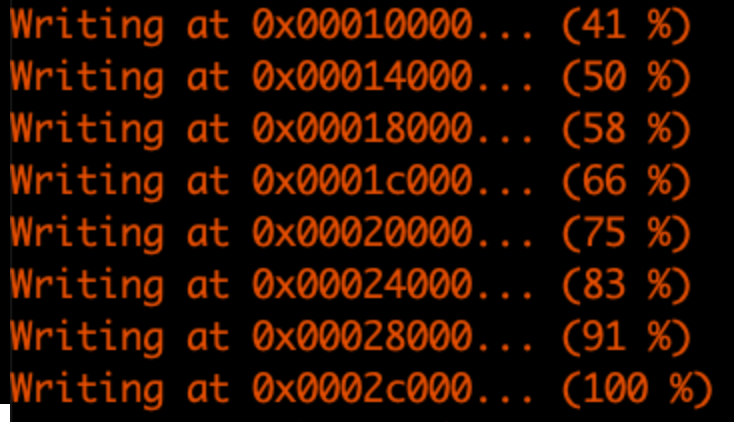 Writing at 0x00010000... (41 %)
Writing at 0x00014000... (50 %)
Writing at 0x00018000... (58 %)
Writing at 0x0001c000... (66 %)
Writing at 0x00020000... (75 %)
Writing at 0x00024000... (83 %)
Writing at 0x00028000... (91 %)
Writing at 0x0002c000... (100 %)